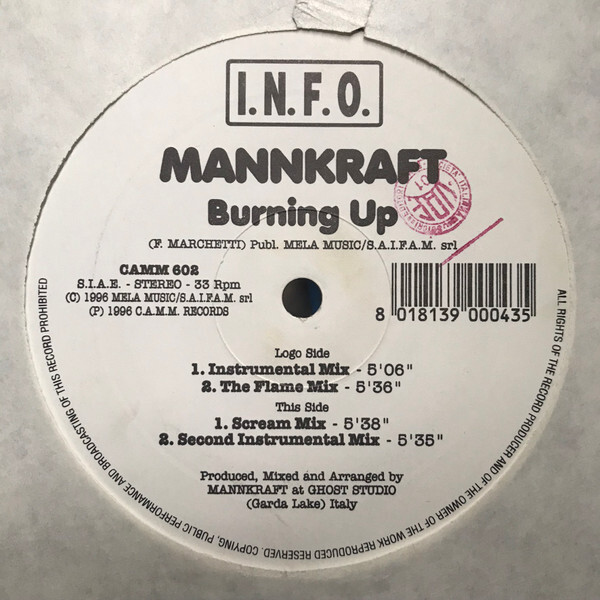 I.N.F.O.
MANNKRAFT
Burning Up
(F. MARCHETTI) Publ. MELA MUSIC/S.A.I.F.A.M. srl
CAMM 602
S.I.A.E. - STEREO - 33 Rpm
(C) 1996 MELA MUSIC/S.A.I.F.A.M. srl
(P) 1996 C.A.M.M. RECORDS
8 018139 000435
Logo Side
1. Instrumental Mix - 5'06"
2. The Flame Mix - 5'36"
This Side
1. Scream Mix - 5'38"
2. Second Instrumental Mix - 5'35"
Produced, Mixed and Arranged by
MANNKRAFT at GHOST STUDIO
(Garda Lake) Italy
ALL RIGHTS OF THE RECORD PRODUCER AND OF THE OWNER OF THE WORK REPRODUCED RESERVED. COPYING, PUBLIC PERFORMANCE AND BROADCASTING OF THIS RECORD PROHIBITED